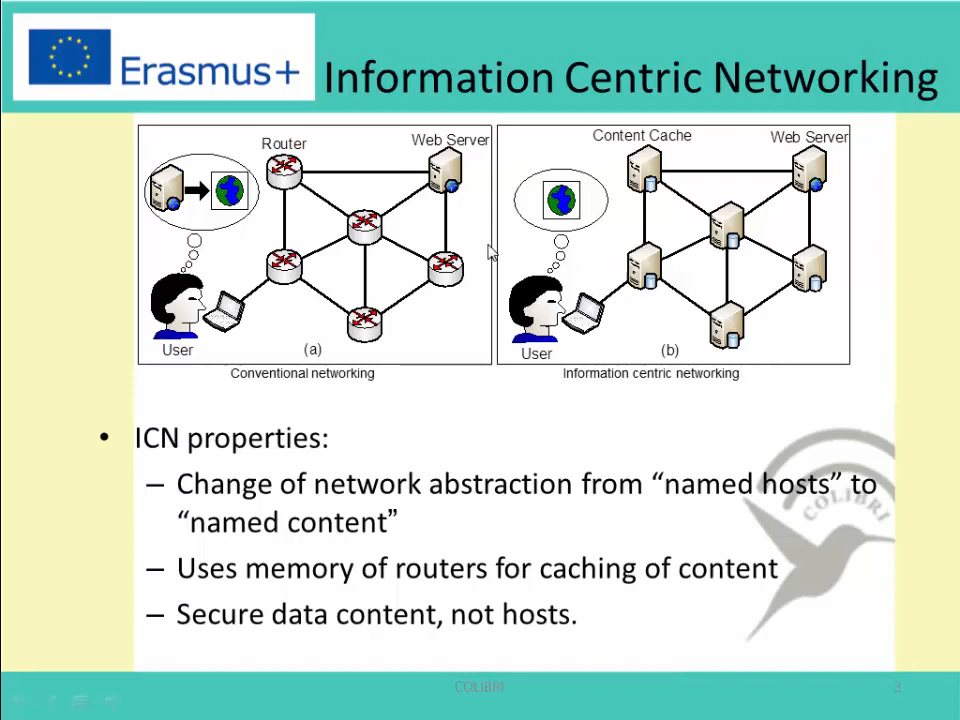 Erasmus+
Information Centric Networking
Router
Web Server
User
(a)
Conventional networking
Content Cache
Web Server
User
(b)
Information centric networking
• ICN properties:
– Change of network abstraction from “named hosts” to
“named content”
– Uses memory of routers for caching of content
– Secure data content, not hosts.
COLIBRI
COLIBRI
3